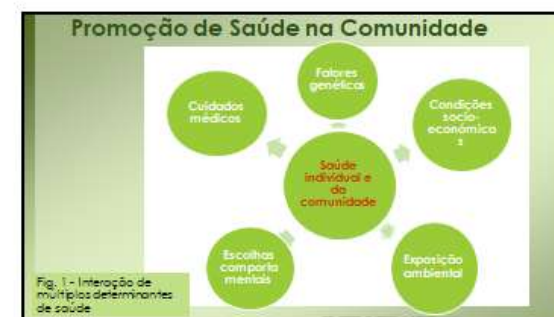 Promoção de Saúde na Comunidade
Fatores
genéticos
Cuidados
médicos
Condições
socio-
económica
s
Saúde
individual e
da
comunidade
Escolhas
comporta
mentais
Exposição
ambiental
Fig. 1 - Interação de
multiplos determinantes
de saúde